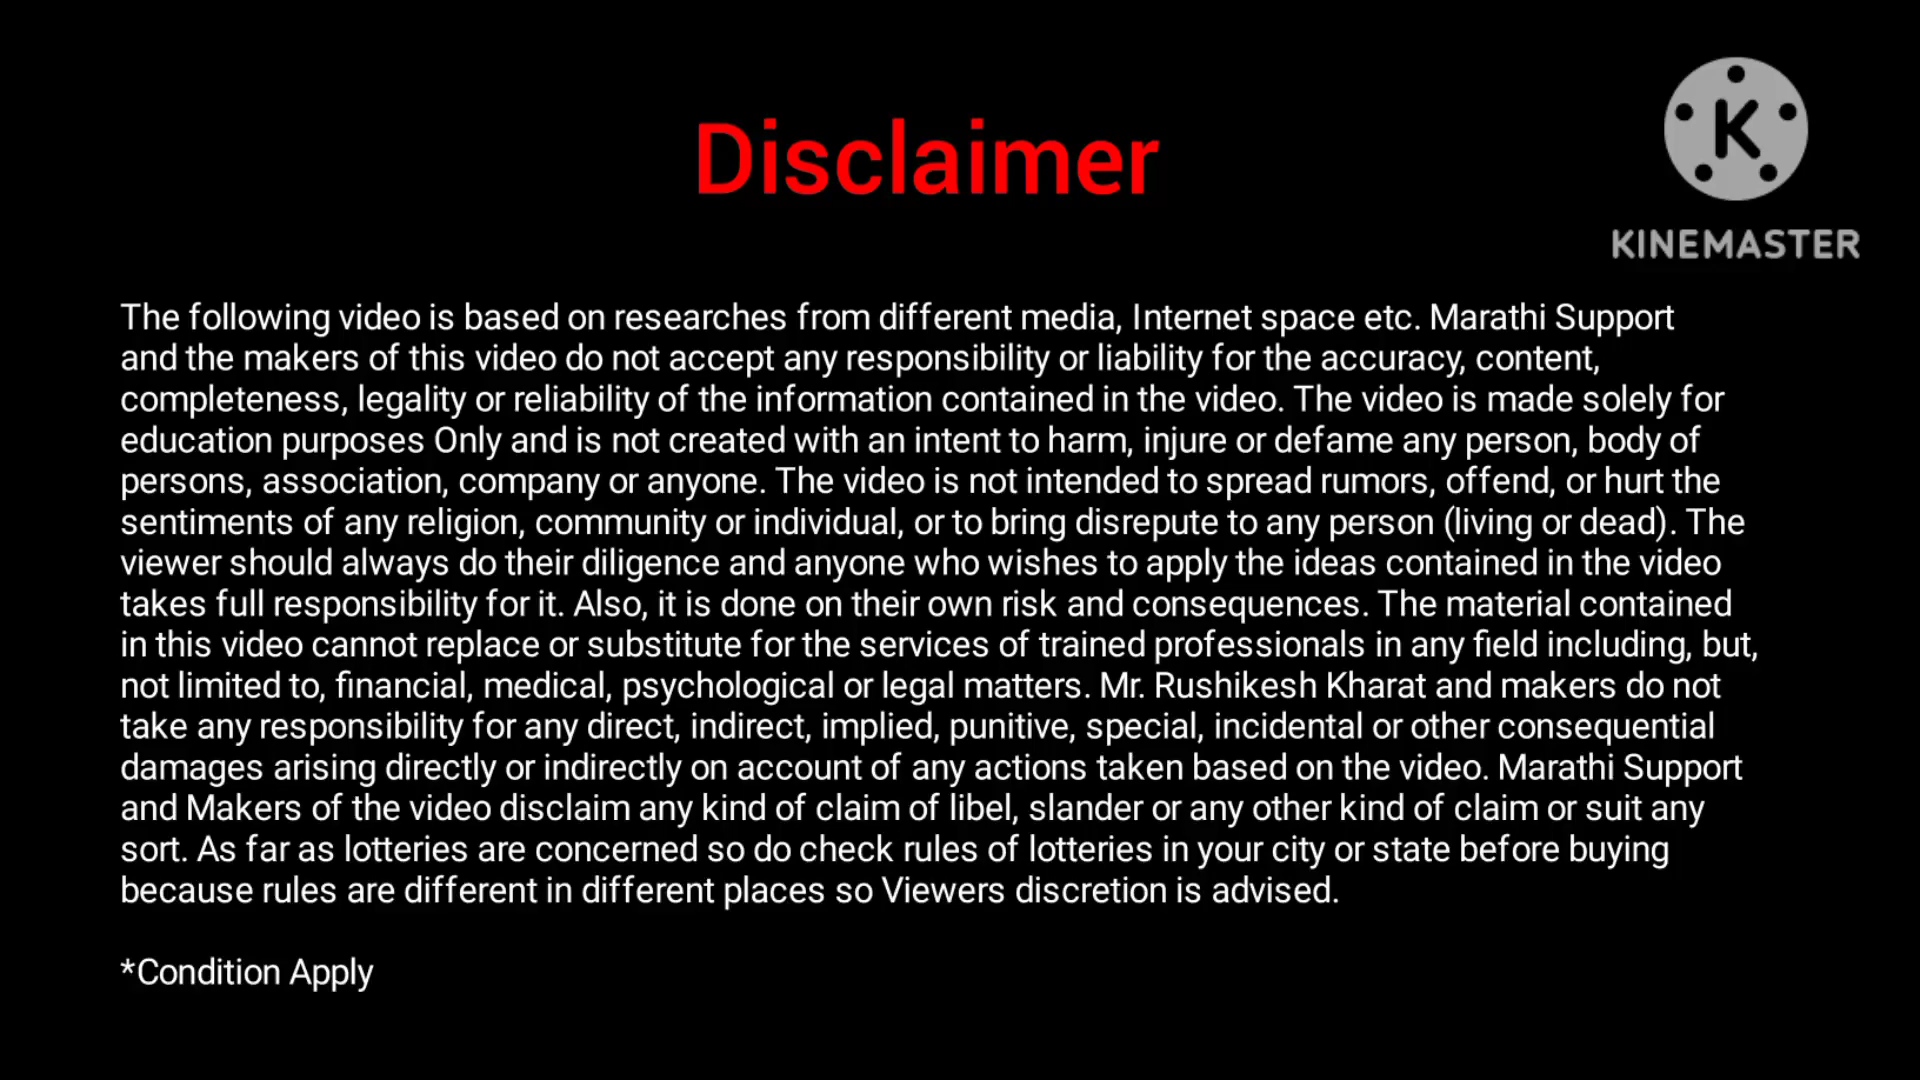 Disclaimer
KINEMASTER
The following video is based on researches from different media, Internet space etc. Marathi Support
and the makers of this video do not accept any responsibility or liability for the accuracy, content,
completeness, legality or reliability of the information contained in the video. The video is made solely for
education purposes Only and is not created with an intent to harm, injure or defame any person, body of
persons, association, company or anyone. The video is not intended to spread rumors, offend, or hurt the
sentiments of any religion, community or individual, or to bring disrepute to any person (living or dead). The
viewer should always do their diligence and anyone who wishes to apply the ideas contained in the video
takes full responsibility for it. Also, it is done on their own risk and consequences. The material contained
in this video cannot replace or substitute for the services of trained professionals in any field including, but,
not limited to, financial, medical, psychological or legal matters. Mr. Rushikesh Kharat and makers do not
take any responsibility for any direct, indirect, implied, punitive, special, incidental or other consequential
damages arising directly or indirectly on account of any actions taken based on the video. Marathi Support
and Makers of the video disclaim any kind of claim of libel, slander or any other kind of claim or suit any
sort. As far as lotteries are concerned so do check rules of lotteries in your city or state before buying
because rules are different in different places so Viewers discretion is advised.
*Condition Apply